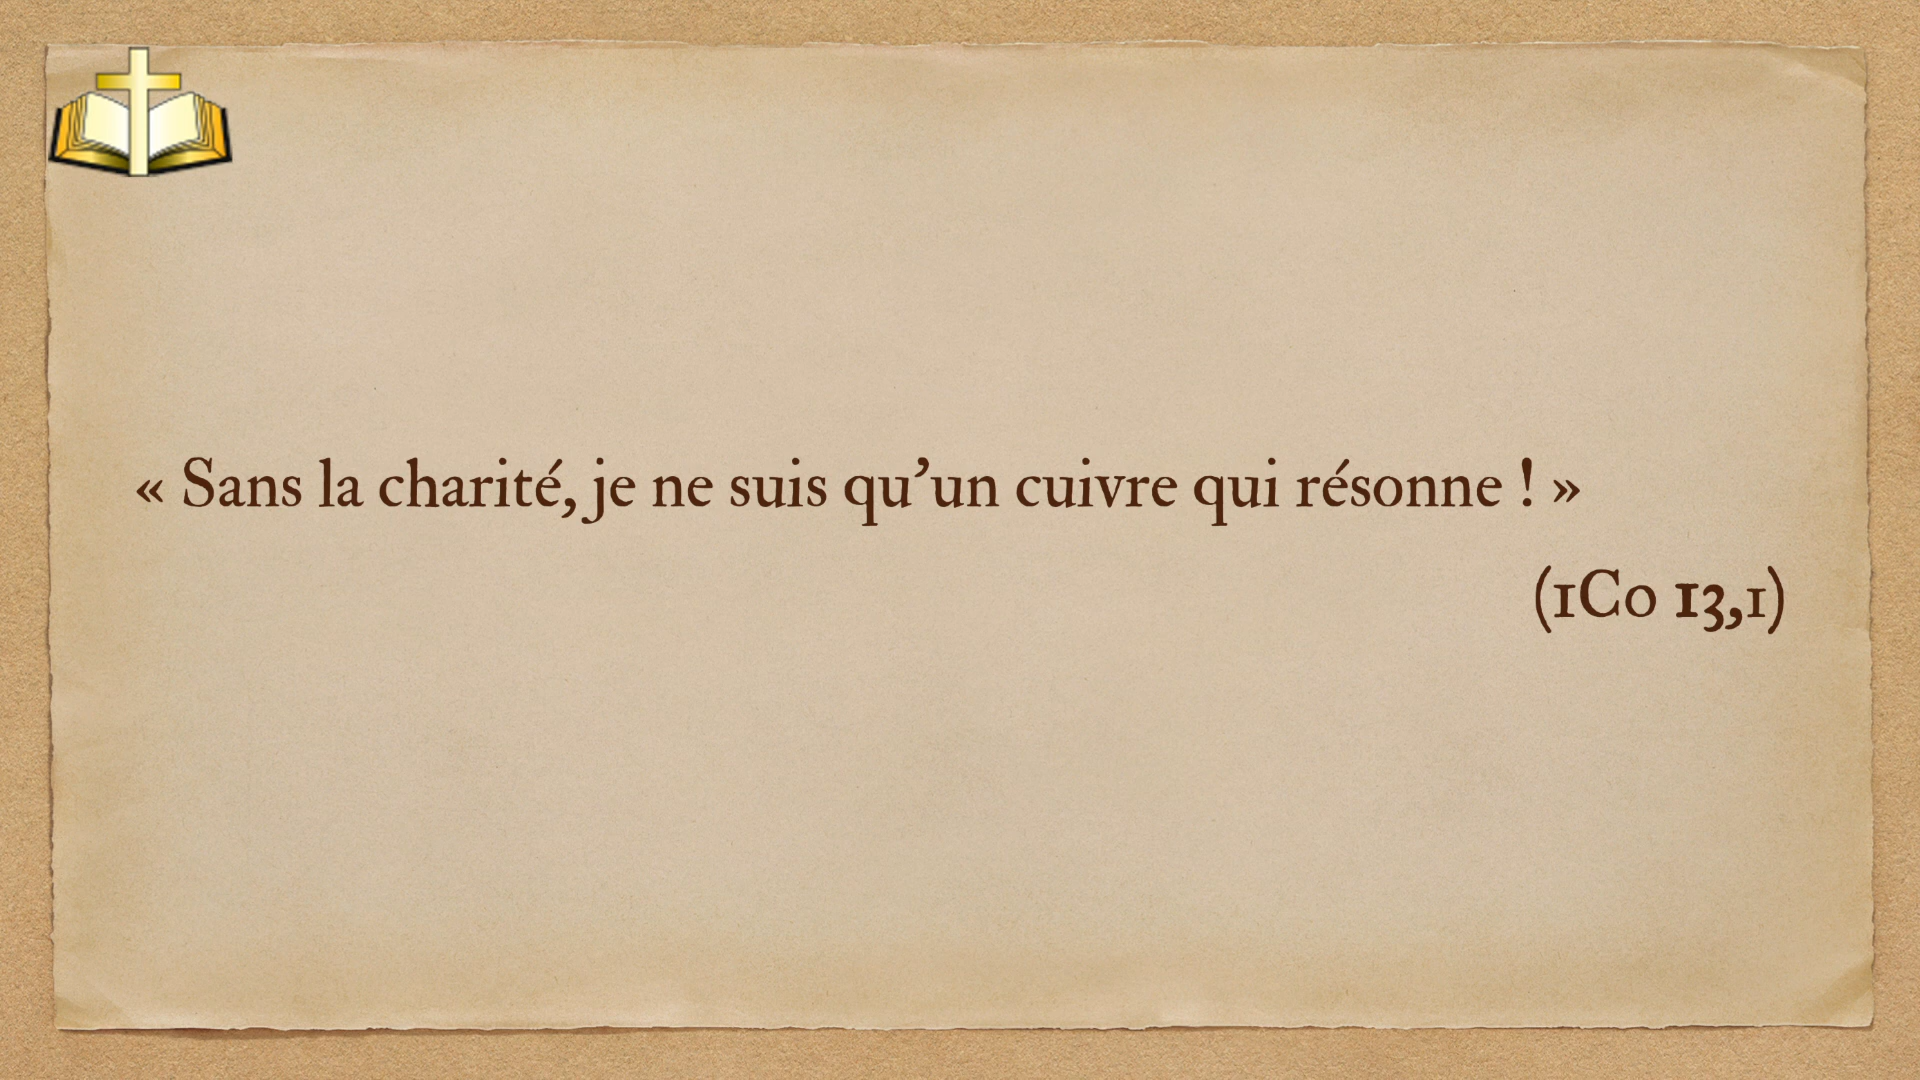 « Sans la charité, je ne suis qu’un cuivre qui résonne ! »
(1Co 13,1)